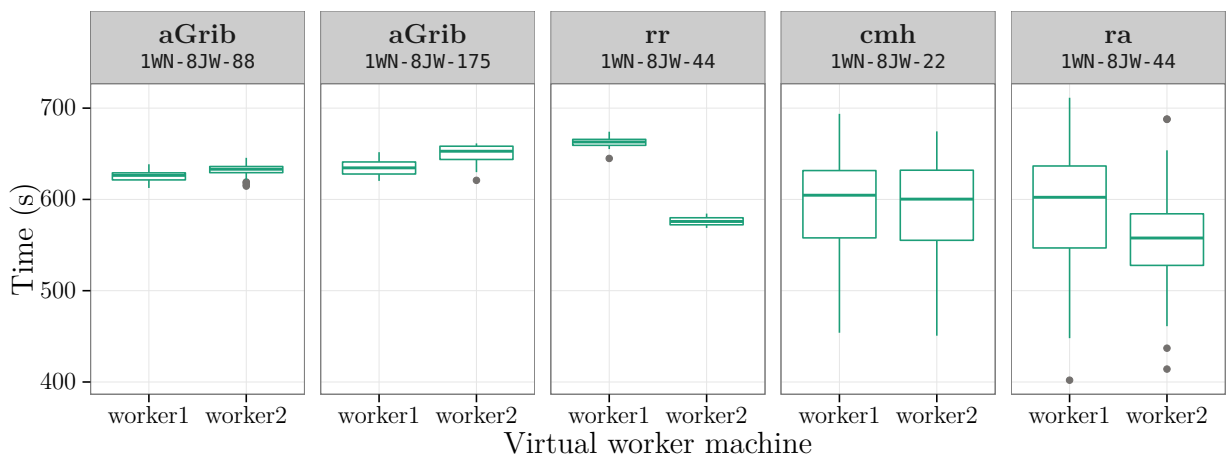 aGrib aGrib rr cmh ra
1WN-8JW-88 1WN-8JW-175 1WN-8JW-44 1WN-8JW-22 1WN-8JW-44
700
600
500
400
Time (s)
worker1 worker2 worker1 worker2 worker1 worker2 worker1 worker2 worker1 worker2
Virtual worker machine